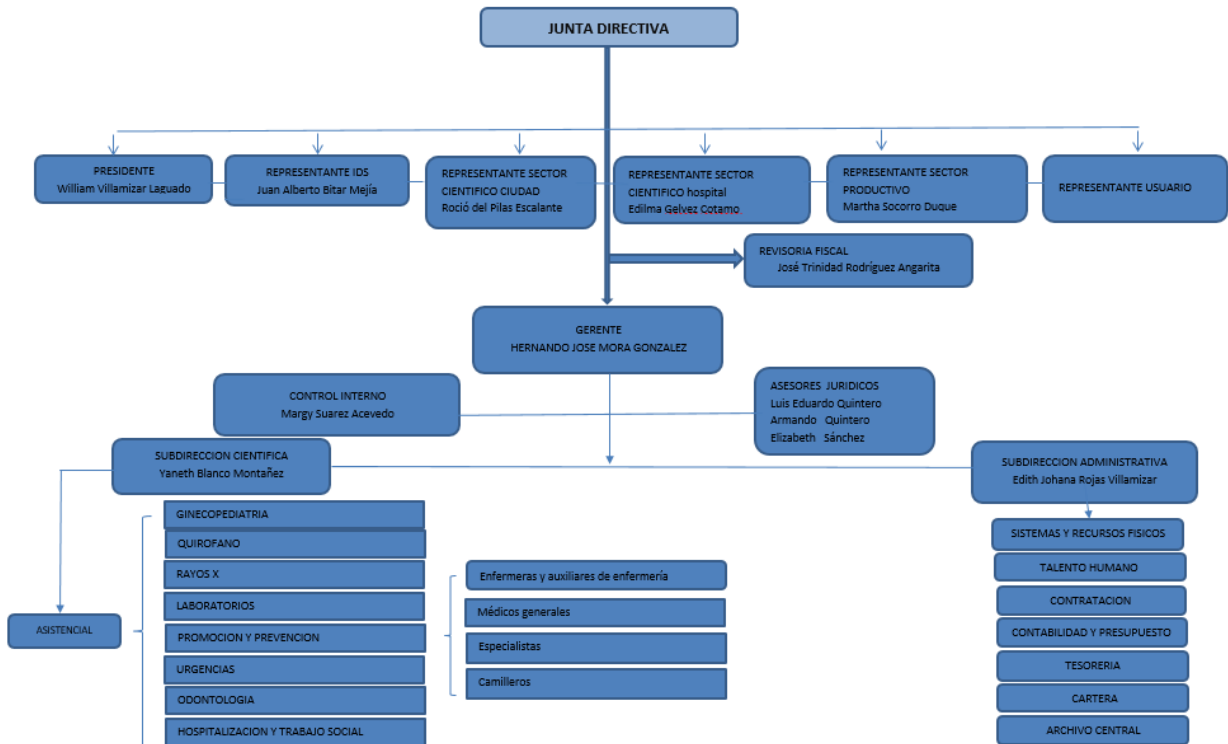 JUNTA DIRECTIVA
PRESIDENTE
William Villamizar Laguado
REPRESENTANTE IDS
Juan Alberto Bitar Mejía
REPRESENTANTE SECTOR
CIENTIFICO CIUDAD
Roció del Pilas Escalante
REPRESENTANTE SECTOR
CIENTIFICO hospital
Edilma Gelvez Cotamo
REPRESENTANTE SECTOR
PRODUCTIVO
Martha Socorro Duque
REPRESENTANTE USUARIO
REVISORIA FISCAL
José Trinidad Rodríguez Angarita
GERENTE
HERNANDO JOSE MORA GONZALEZ
CONTROL INTERNO
Margy Suarez Acevedo
ASESORES JURIDICOS
Luis Eduardo Quintero
Armando Quintero
Elizabeth Sánchez
SUBDIRECCION CIENTIFICA
Yaneth Blanco Montañez
SUBDIRECCION ADMINISTRATIVA
Edith Johana Rojas Villamizar
ASISTENCIAL
GINECOPEDIATRIA
QUIROFANO
RAYOS X
LABORATORIOS
PROMOCION Y PREVENCION
URGENCIAS
ODONTOLOGIA
HOSPITALIZACION Y TRABAJO SOCIAL
Enfermeras y auxiliares de enfermería
Médicos generales
Especialistas
Camilleros
SISTEMAS Y RECURSOS FISICOS
TALENTO HUMANO
CONTRATACION
CONTABILIDAD Y PRESUPUESTO
TESORERIA
CARTERA
ARCHIVO CENTRAL